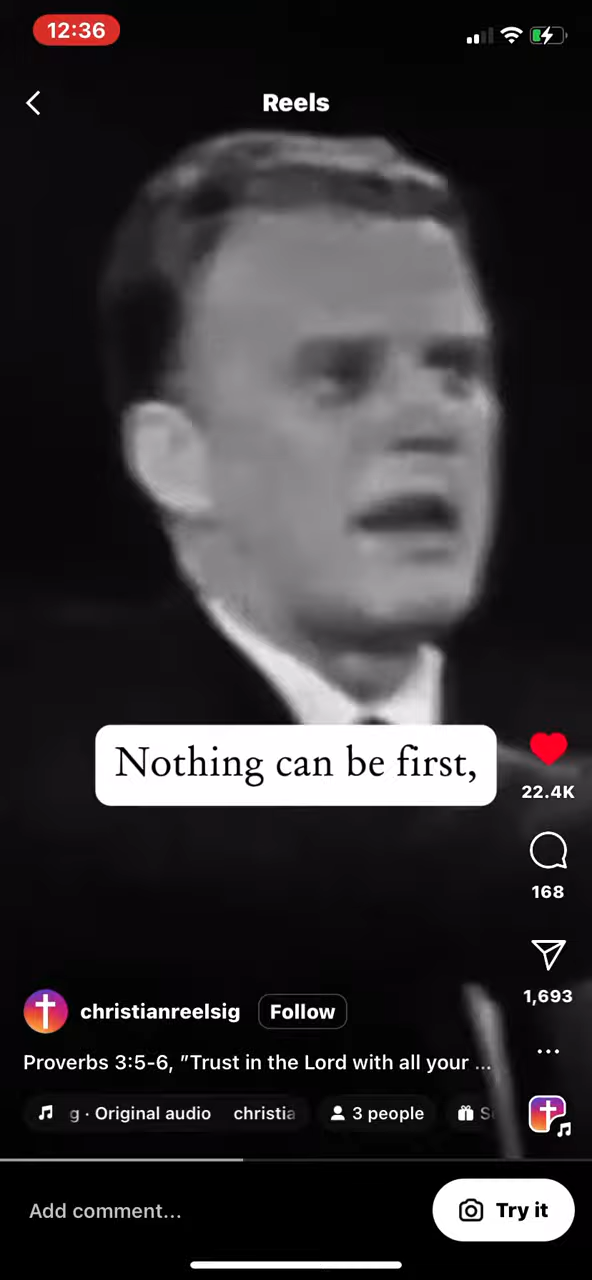 12:36
Reels
Nothing can be first,
22.4K
168
1,693
christianreelsig
Follow
Proverbs 3:5-6, "Trust in the Lord with all your ...
g · Original audio christia
3 people
S
Add comment...
Try it